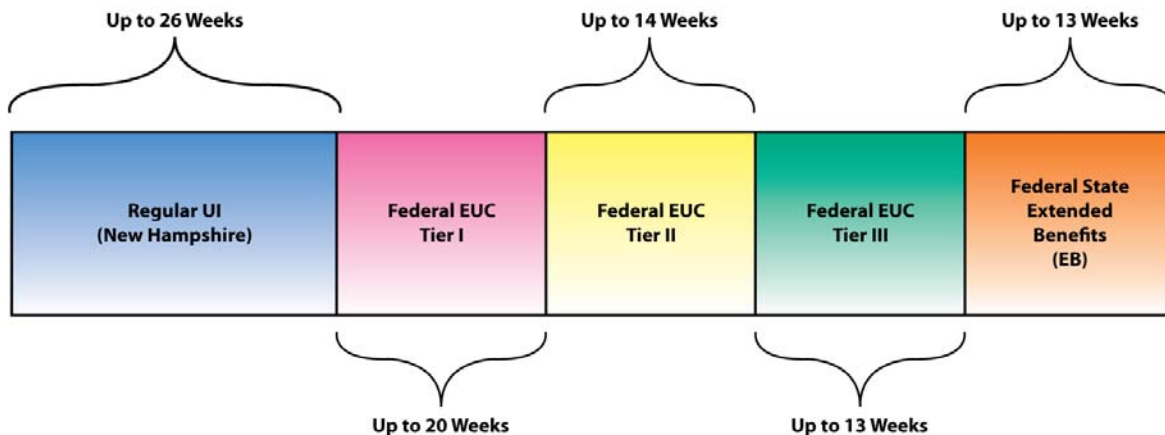 Up to 26 Weeks
Up to 14 Weeks
Up to 13 Weeks
Regular UI
(New Hampshire)
Federal EUC
Tier I
Federal EUC
Tier II
Federal EUC
Tier III
Federal State
Extended
Benefits
(EB)
Up to 20 Weeks
Up to 13 Weeks